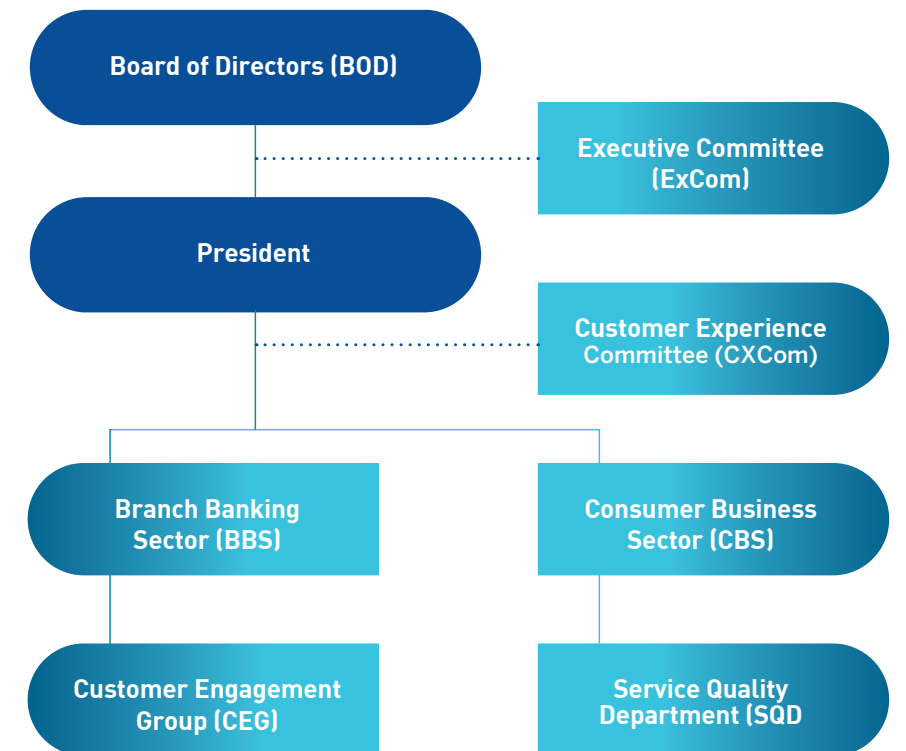 Board of Directors (BOD)
Executive Committee
(ExCom)
President
Customer Experience
Committee (CXCom)
Branch Banking
Sector (BBS)
Consumer Business
Sector (CBS)
Customer Engagement
Group (CEG)
Service Quality
Department (SQD